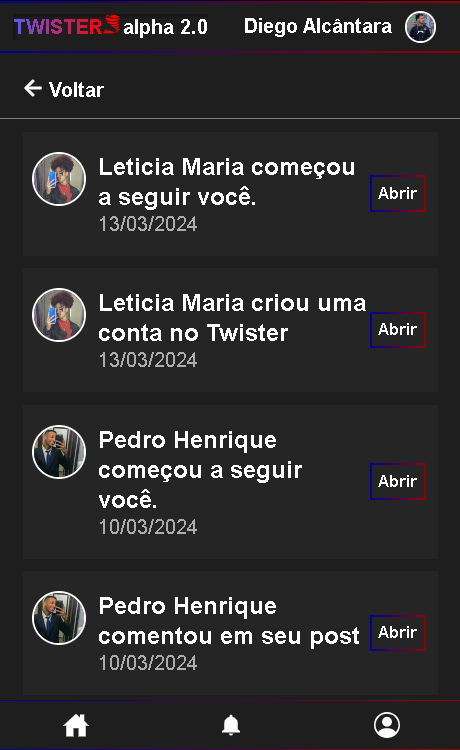 TWISTER alpha 2.0
Diego Alcântara
Voltar
Leticia Maria começou
a seguir você.
13/03/2024
Abrir
Leticia Maria criou uma
conta no Twister
13/03/2024
Abrir
Pedro Henrique
começou a seguir
você.
10/03/2024
Abrir
Pedro Henrique
comentou em seu post
10/03/2024
Abrir